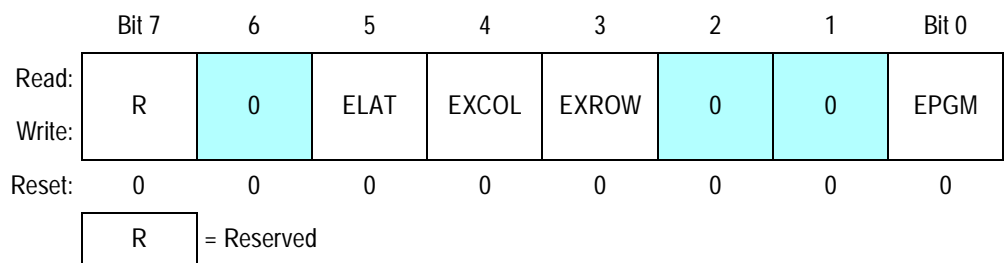 Bit 7 6 5 4 3 2 1 Bit 0
Read:
R 0 ELAT EXCOL EXROW 0 0 EPGM
Write:
Reset: 0 0 0 0 0 0 0 0
R = Reserved